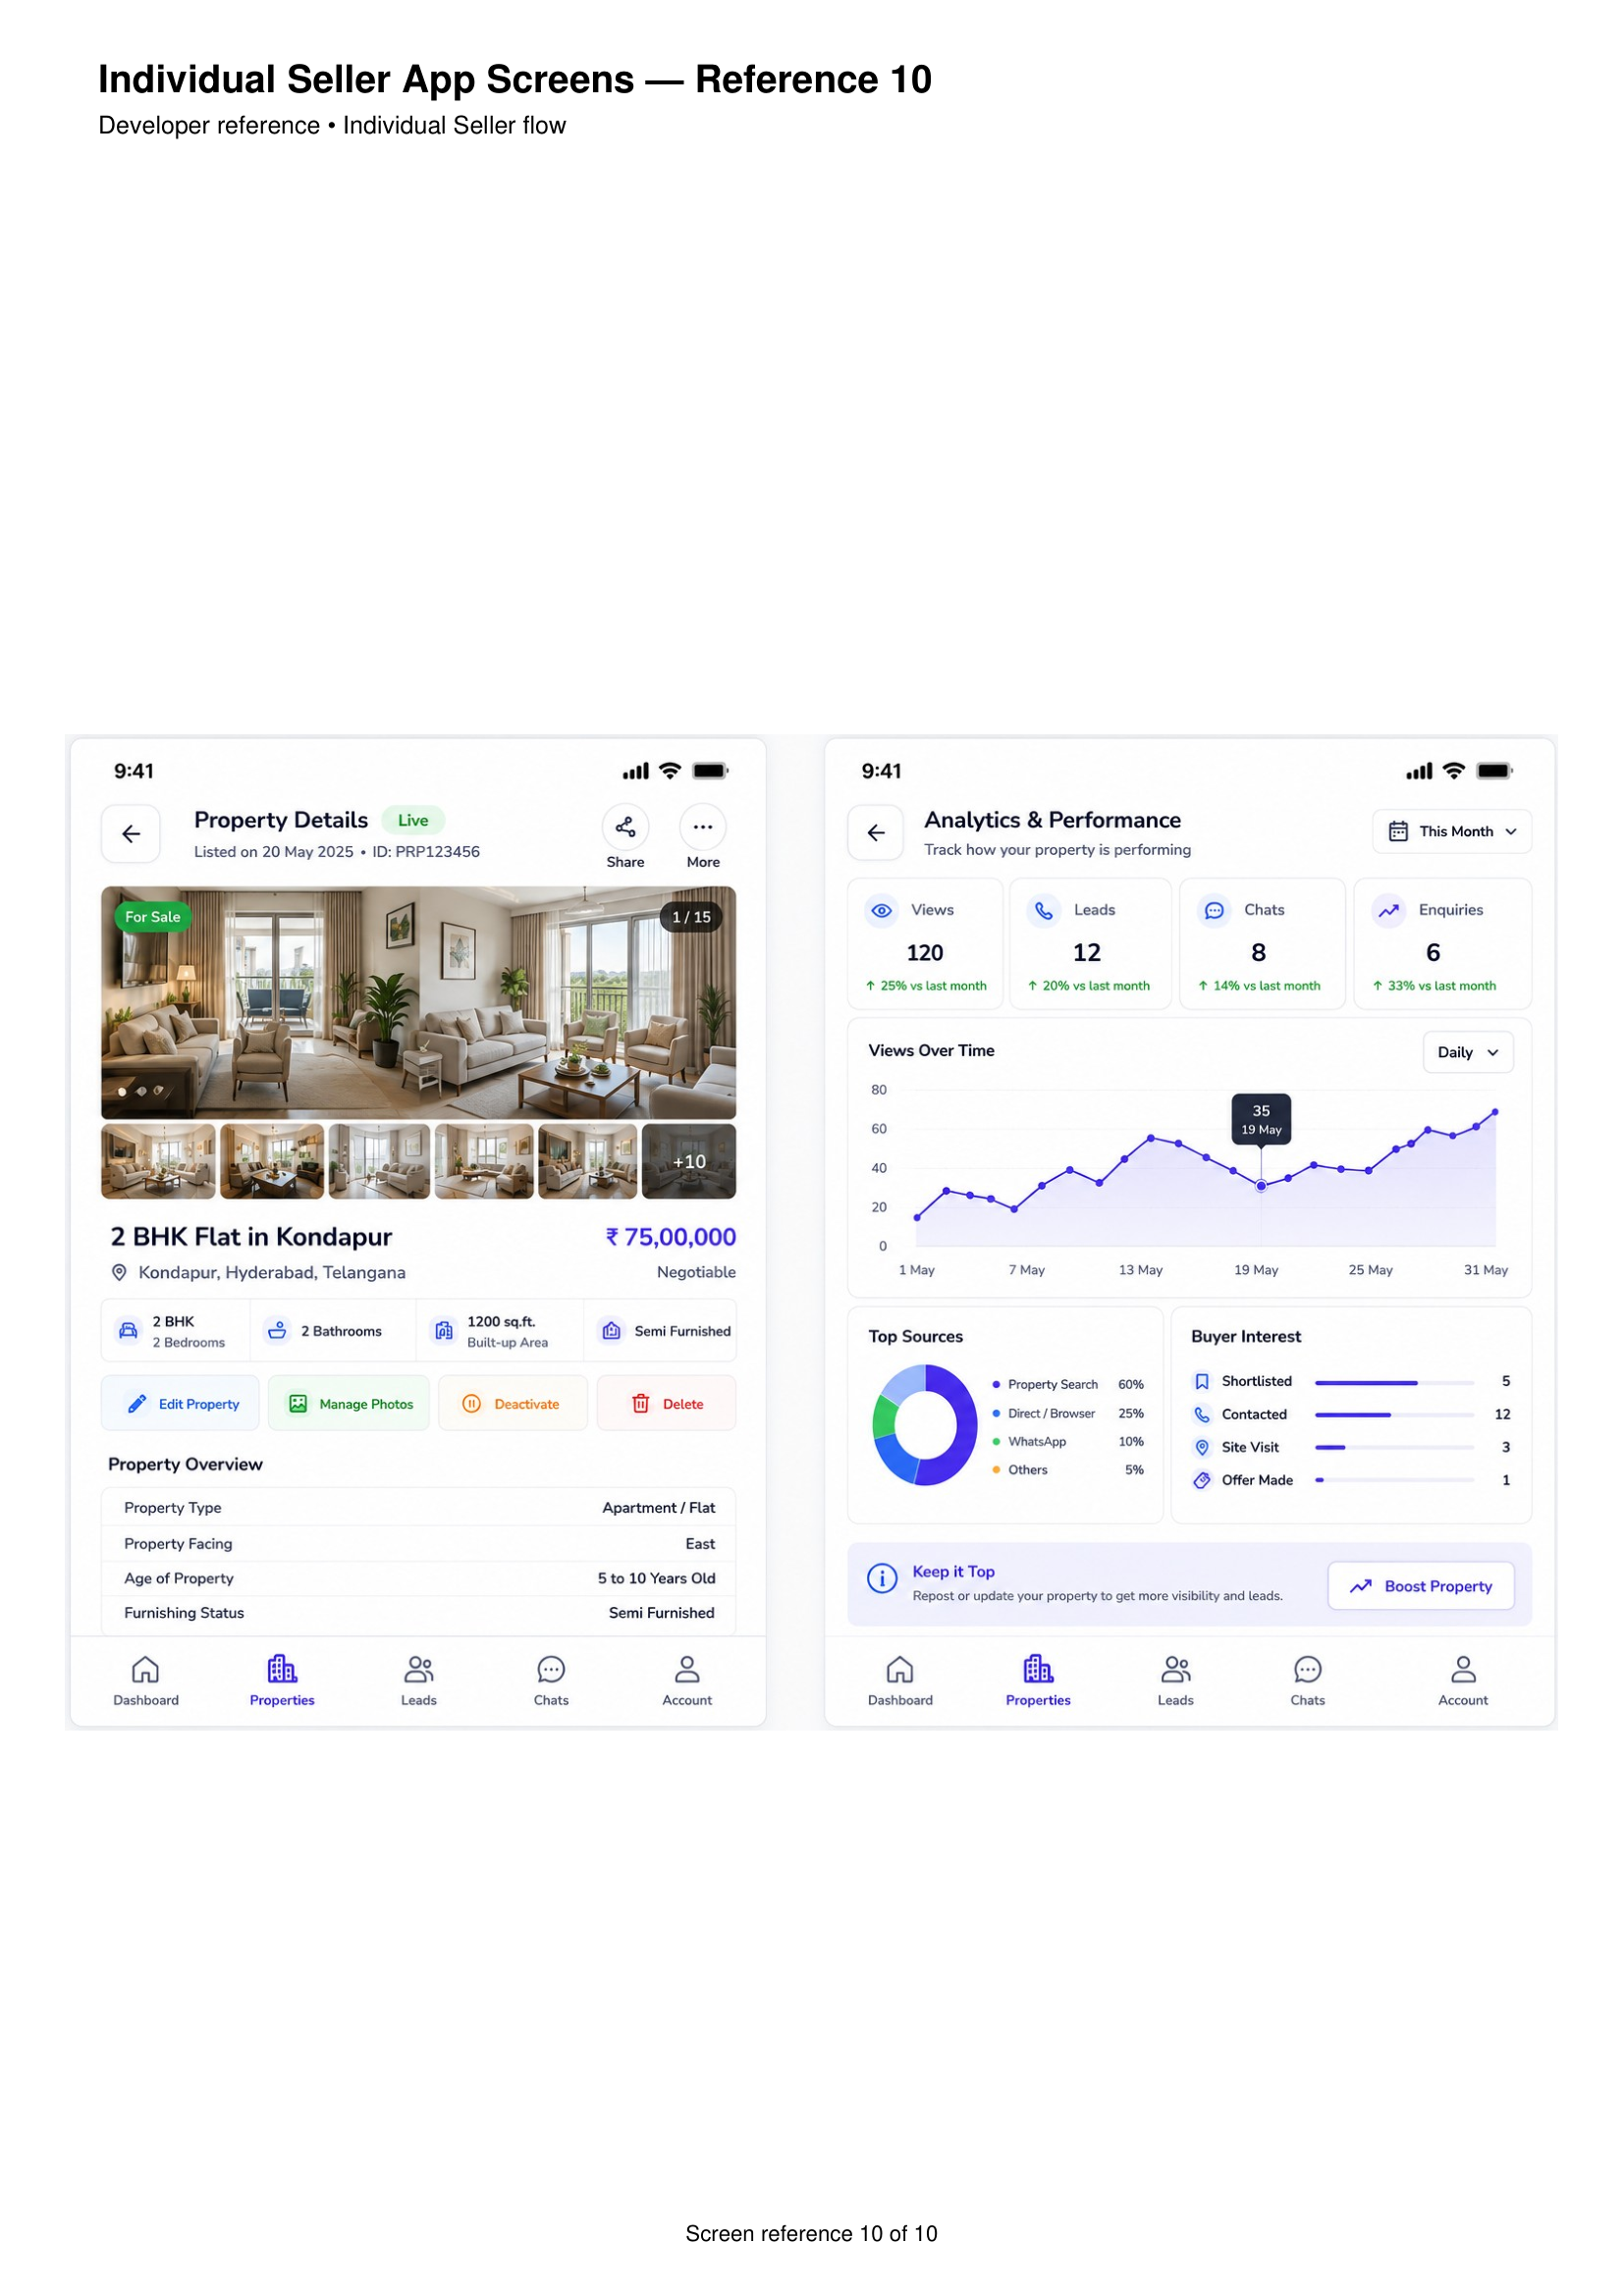 Individual Seller App Screens — Reference 10
Developer reference • Individual Seller flow
9:41
Property Details
Live
Listed on 20 May 2025 • ID: PRP123456
Share
More
For Sale
1 / 15
+10
2 BHK Flat in Kondapur
₹ 75,00,000
Kondapur, Hyderabad, Telangana
Negotiable
2 BHK
2 Bedrooms
2 Bathrooms
1200 sq.ft.
Built-up Area
Semi Furnished
Edit Property
Manage Photos
Deactivate
Delete
Property Overview
Property Type Apartment / Flat
Property Facing East
Age of Property 5 to 10 Years Old
Furnishing Status Semi Furnished
Dashboard
Properties
Leads
Chats
Account
9:41
Analytics & Performance
Track how your property is performing
This Month
Views
120
↑ 25% vs last month
Leads
12
↑ 20% vs last month
Chats
8
↑ 14% vs last month
Enquiries
6
↑ 33% vs last month
Views Over Time
Daily
80
60
40
20
0
35
19 May
1 May 7 May 13 May 19 May 25 May 31 May
Top Sources
Property Search 60%
Direct / Browser 25%
WhatsApp 10%
Others 5%
Buyer Interest
Shortlisted 5
Contacted 12
Site Visit 3
Offer Made 1
Keep it Top
Repost or update your property to get more visibility and leads.
Boost Property
Dashboard
Properties
Leads
Chats
Account
Screen reference 10 of 10